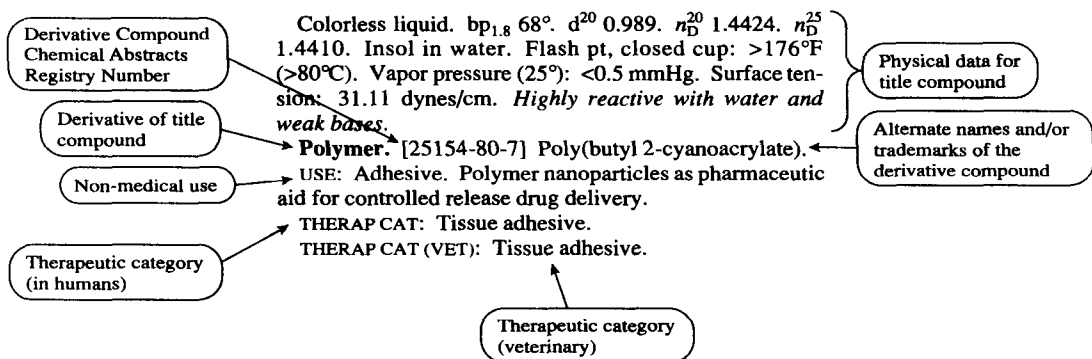 Derivative Compound
Chemical Abstracts
Registry Number
Derivative of title
compound
Non-medical use
Therapeutic category
(in humans)
Colorless liquid. bp1.8 68°. d20 0.989. nD20 1.4424. nD25
1.4410. Insol in water. Flash pt, closed cup: >176°F
(>80°C). Vapor pressure (25°): <0.5 mmHg. Surface ten-
sion: 31.11 dynes/cm. Highly reactive with water and
weak bases.
Polymer. [25154-80-7] Poly(butyl 2-cyanoacrylate).
USE: Adhesive. Polymer nanoparticles as pharmaceutic
aid for controlled release drug delivery.
THERAP CAT: Tissue adhesive.
THERAP CAT (VET): Tissue adhesive.
Physical data for
title compound
Alternate names and/or
trademarks of the
derivative compound
Therapeutic category
(veterinary)